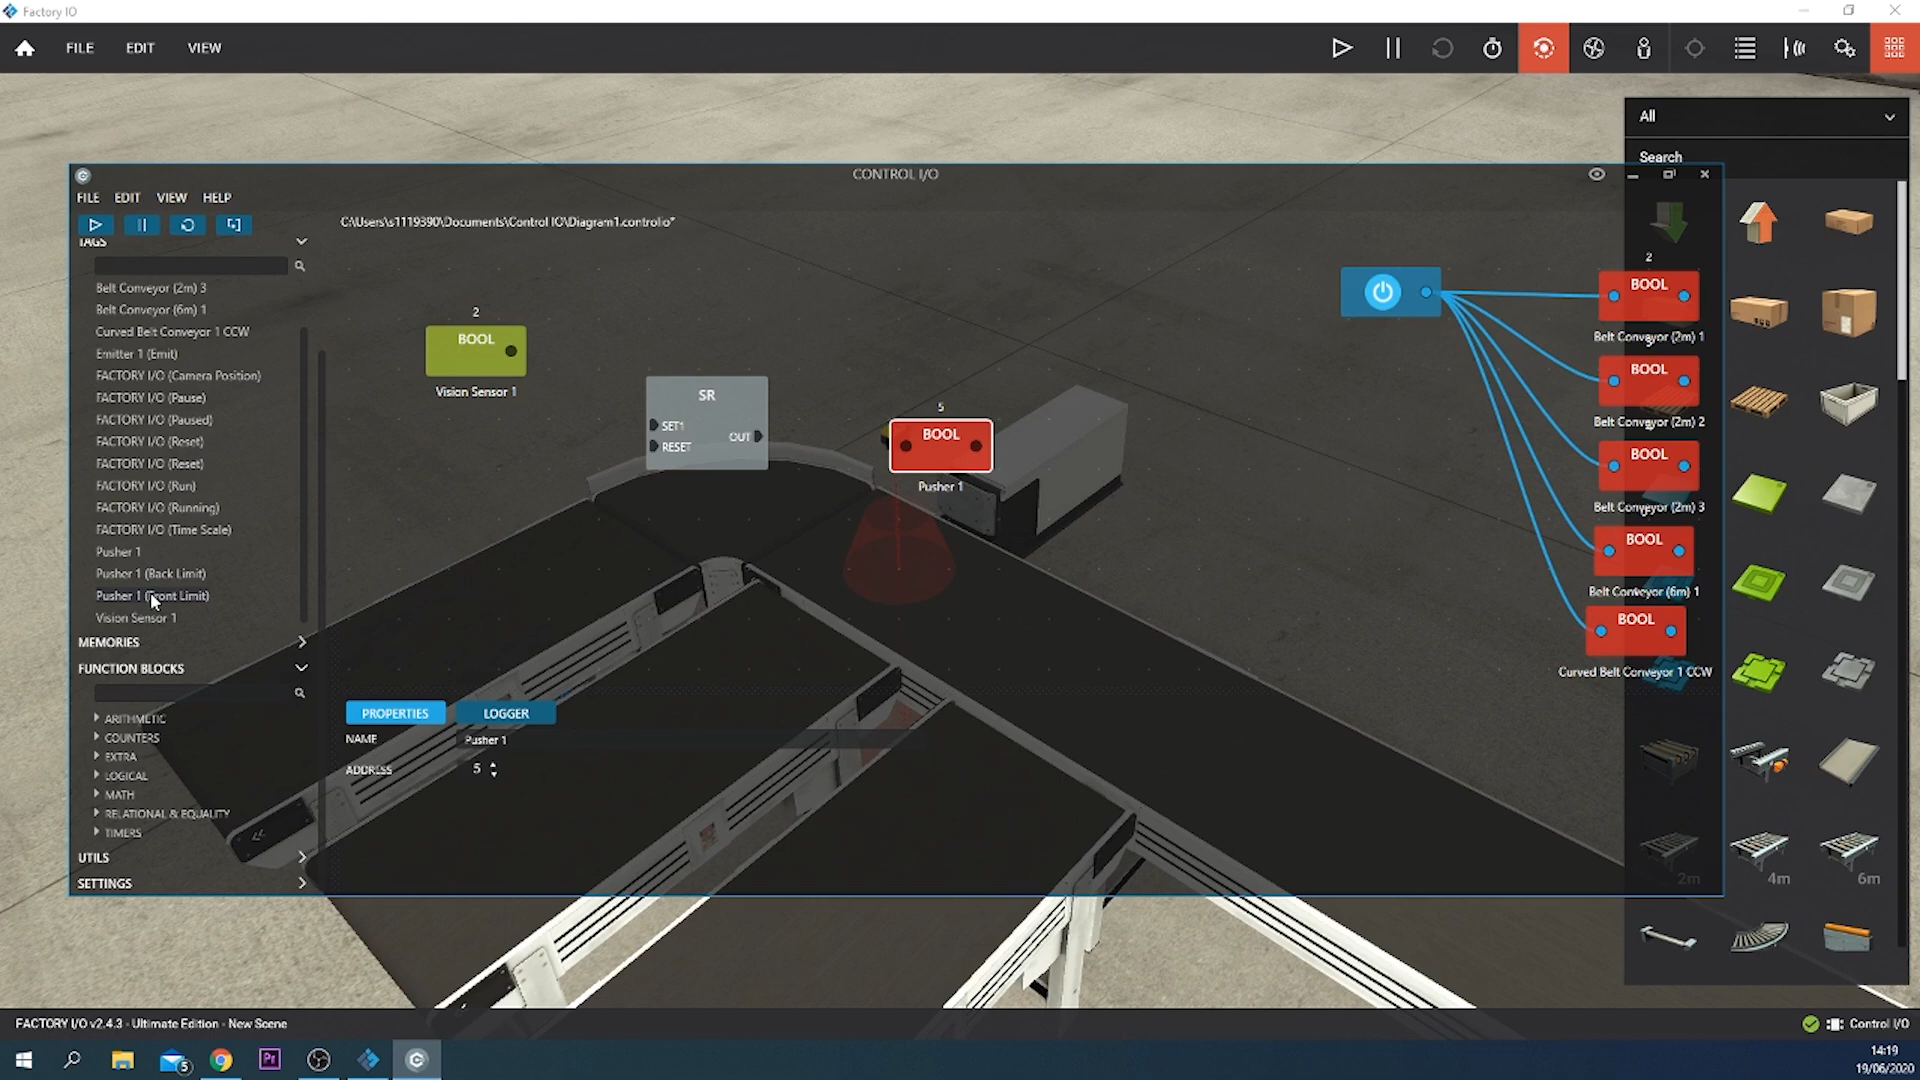 Factory IO
FILE EDIT VIEW
All
Search
CONTROL I/O
FILE EDIT VIEW HELP
C:\Users\s1119390\Documents\Control IO\Diagram1.controlio*
TAGS
Belt Conveyor (2m) 3
Belt Conveyor (6m) 1
Curved Belt Conveyor 1 CCW
Emitter 1 (Emit)
FACTORY I/O (Camera Position)
FACTORY I/O (Pause)
FACTORY I/O (Paused)
FACTORY I/O (Reset)
FACTORY I/O (Reset)
FACTORY I/O (Run)
FACTORY I/O (Running)
FACTORY I/O (Time Scale)
Pusher 1
Pusher 1 (Back Limit)
Pusher 1 (Front Limit)
Vision Sensor 1
MEMORIES
FUNCTION BLOCKS
ARITHMETIC
COUNTERS
EXTRA
LOGICAL
MATH
RELATIONAL & EQUALITY
TIMERS
UTILS
SETTINGS
2
BOOL
Vision Sensor 1
SR
SET1
OUT
RESET
5
BOOL
Pusher 1
2
BOOL
Belt Conveyor (2m) 1
BOOL
Belt Conveyor (2m) 2
BOOL
Belt Conveyor (2m) 3
BOOL
Belt Conveyor (6m) 1
BOOL
Curved Belt Conveyor 1 CCW
PROPERTIES LOGGER
NAME Pusher 1
ADDRESS 5
2m 4m 6m
FACTORY I/O v2.4.3 - Ultimate Edition - New Scene
Control I/O
5
Pr
14:19
19/06/2020